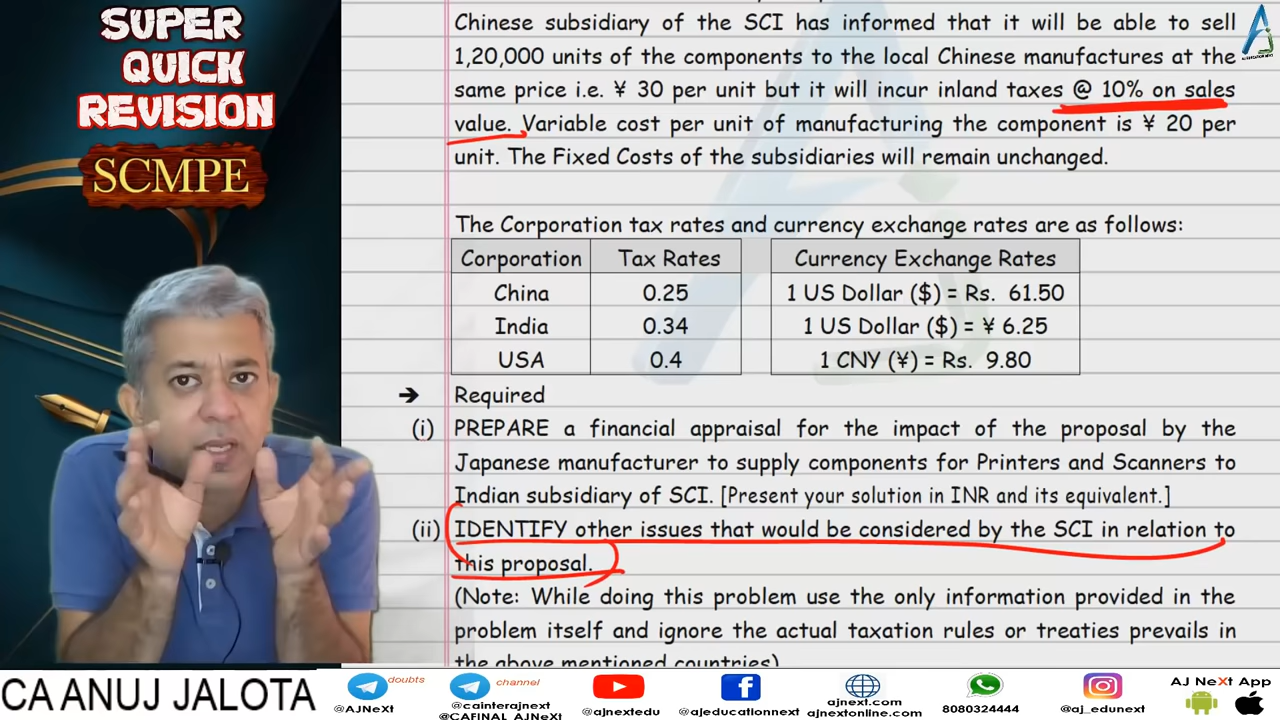 SUPER
QUICK
REVISION
SCMPE
Chinese subsidiary of the SCI has informed that it will be able to sell
1,20,000 units of the components to the local Chinese manufactures at the
same price i.e. ¥ 30 per unit but it will incur inland taxes @ 10% on sales
value. Variable cost per unit of manufacturing the component is ¥ 20 per
unit. The Fixed Costs of the subsidiaries will remain unchanged.
The Corporation tax rates and currency exchange rates are as follows:
Corporation Tax Rates Currency Exchange Rates
China 0.25 1 US Dollar ($) = Rs. 61.50
India 0.34 1 US Dollar ($) = ¥ 6.25
USA 0.4 1 CNY (¥) = Rs. 9.80
➔ Required
(i) PREPARE a financial appraisal for the impact of the proposal by the
Japanese manufacturer to supply components for Printers and Scanners to
Indian subsidiary of SCI. [Present your solution in INR and its equivalent.]
(ii) IDENTIFY other issues that would be considered by the SCI in relation to
this proposal.
(Note: While doing this problem use the only information provided in the
problem itself and ignore the actual taxation rules or treaties prevails in
the above mentioned countries)
CA ANUJ JALOTA
doubts
@AJNeXt
channel
@cainterajnext
@CAFINAL_AJNeXt
@ajnextedu
@ajeducationnext
ajnext.com
ajnextonline.com
8080324444
@aj_edunext
AJ NeXt App